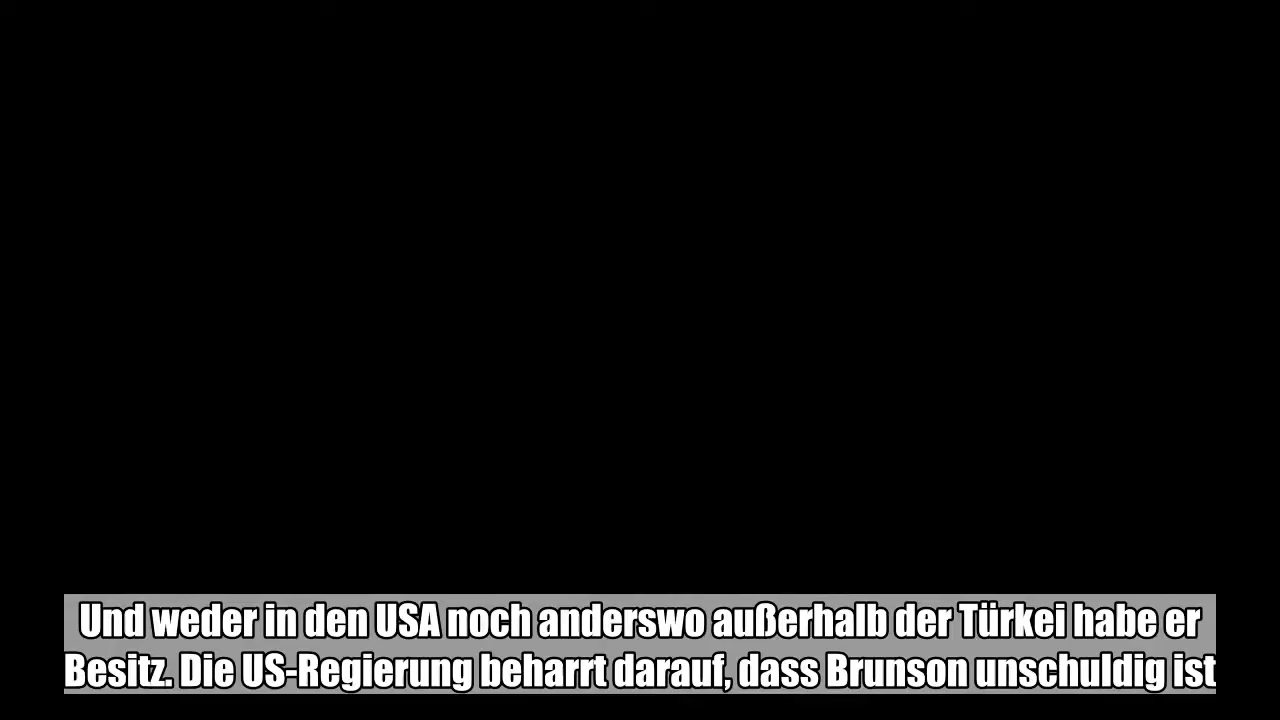 Und weder in den USA noch anderswo außerhalb der Türkei habe er
Besitz. Die US-Regierung beharrt darauf, dass Brunson unschuldig ist